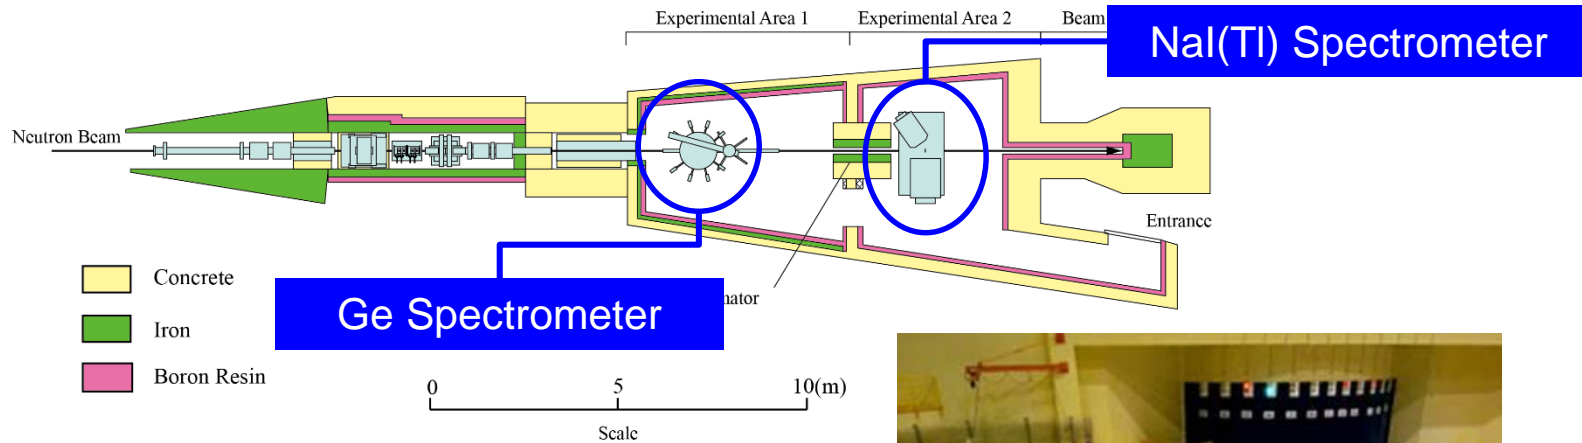 Experimental Area 1
Experimental Area 2
Beam
NaI(Tl) Spectrometer
Neutron Beam
Entrance
Concrete
Iron
Boron Resin
Ge Spectrometer
0 5 10(m)
Scale